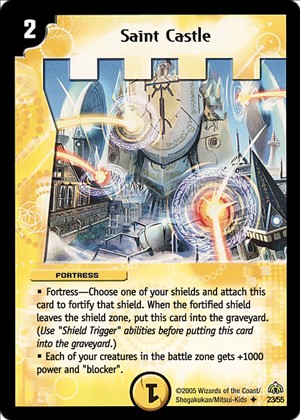 2
Saint Castle
FORTRESS
▪ Fortress—Choose one of your shields and attach
this card to fortify that shield. When the fortified
shield leaves the shield zone, put this card into
the graveyard. (Use "Shield Trigger" abilities
before putting this card into the graveyard.)
▪ Each of your creatures in the battle zone gets +1000
power and "blocker".
1
©2005 Wizards of the Coast/
Shogakukan/Mitsui-Kids ✦ 23/55